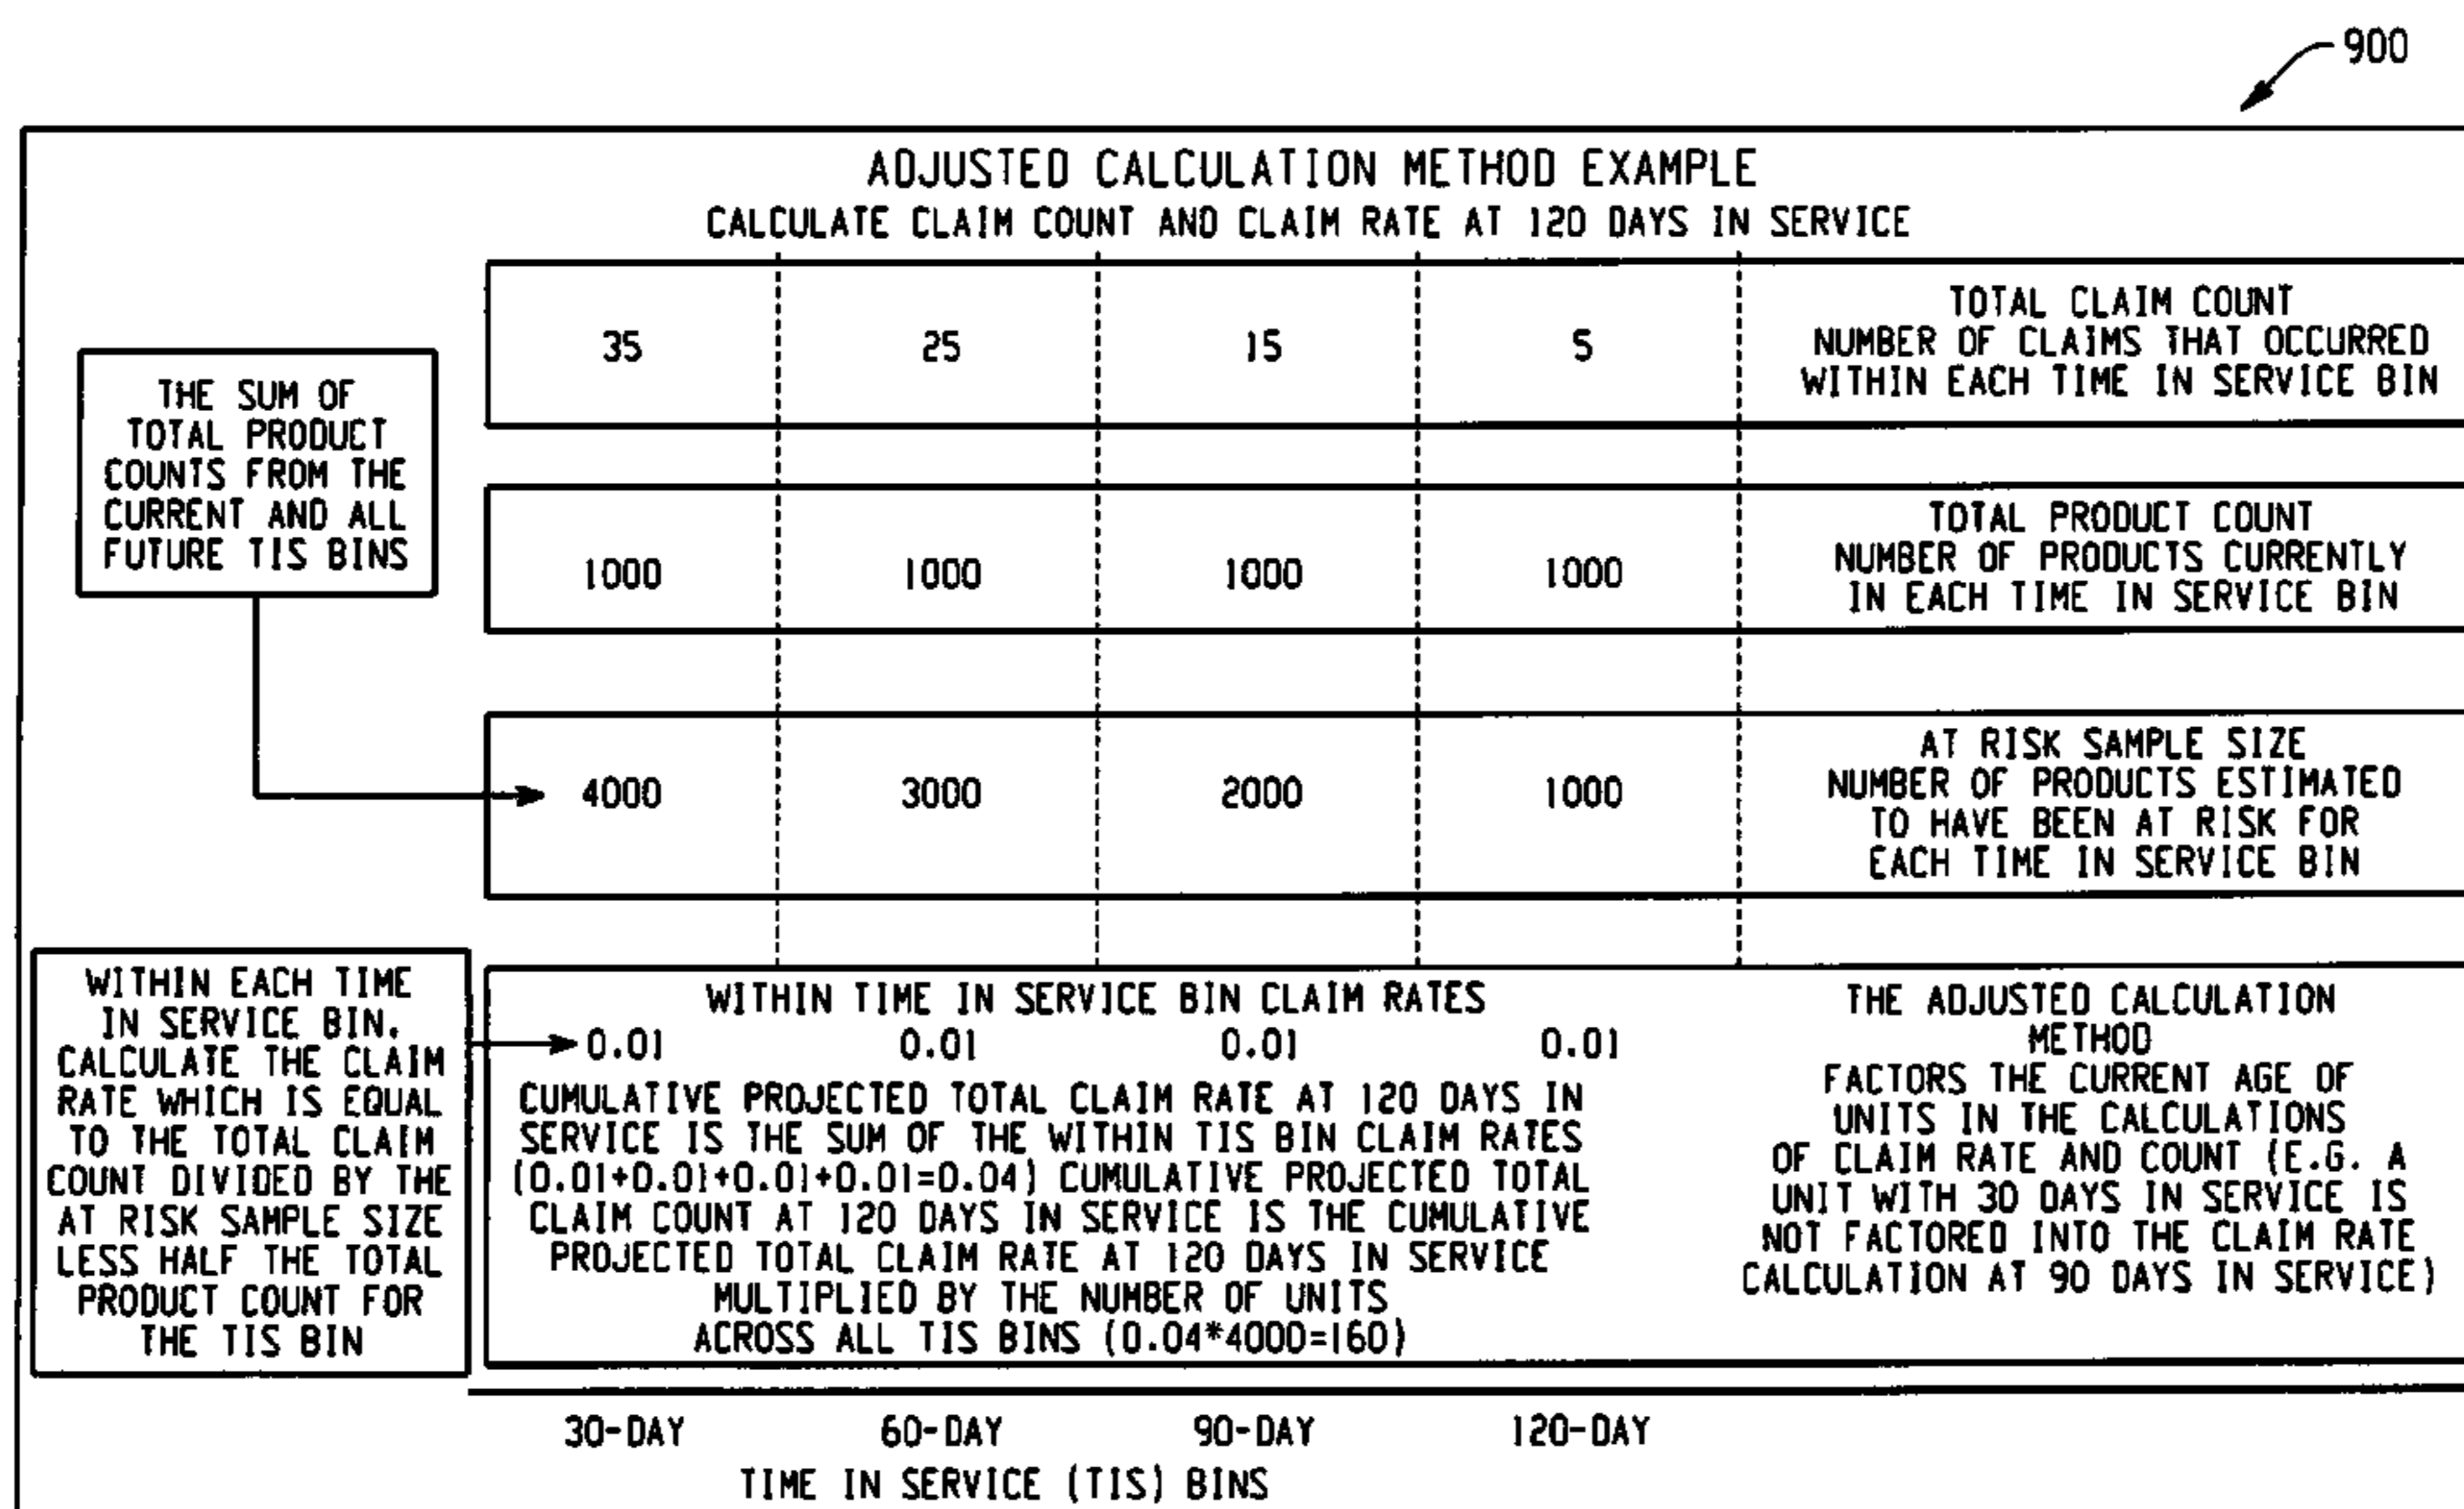 900
ADJUSTED CALCULATION METHOD EXAMPLE
CALCULATE CLAIM COUNT AND CLAIM RATE AT 120 DAYS IN SERVICE
35 25 15 5
TOTAL CLAIM COUNT
NUMBER OF CLAIMS THAT OCCURRED
WITHIN EACH TIME IN SERVICE BIN
THE SUM OF
TOTAL PRODUCT
COUNTS FROM THE
CURRENT AND ALL
FUTURE TIS BINS
1000 1000 1000 1000
TOTAL PRODUCT COUNT
NUMBER OF PRODUCTS CURRENTLY
IN EACH TIME IN SERVICE BIN
4000 3000 2000 1000
AT RISK SAMPLE SIZE
NUMBER OF PRODUCTS ESTIMATED
TO HAVE BEEN AT RISK FOR
EACH TIME IN SERVICE BIN
WITHIN EACH TIME
IN SERVICE BIN,
CALCULATE THE CLAIM
RATE WHICH IS EQUAL
TO THE TOTAL CLAIM
COUNT DIVIDED BY THE
AT RISK SAMPLE SIZE
LESS HALF THE TOTAL
PRODUCT COUNT FOR
THE TIS BIN
WITHIN TIME IN SERVICE BIN CLAIM RATES
0.01 0.01 0.01 0.01
CUMULATIVE PROJECTED TOTAL CLAIM RATE AT 120 DAYS IN
SERVICE IS THE SUM OF THE WITHIN TIS BIN CLAIM RATES
(0.01+0.01+0.01+0.01=0.04) CUMULATIVE PROJECTED TOTAL
CLAIM COUNT AT 120 DAYS IN SERVICE IS THE CUMULATIVE
PROJECTED TOTAL CLAIM RATE AT 120 DAYS IN SERVICE
MULTIPLIED BY THE NUMBER OF UNITS
ACROSS ALL TIS BINS (0.04*4000=160)
THE ADJUSTED CALCULATION
METHOD
FACTORS THE CURRENT AGE OF
UNITS IN THE CALCULATIONS
OF CLAIM RATE AND COUNT (E.G. A
UNIT WITH 30 DAYS IN SERVICE IS
NOT FACTORED INTO THE CLAIM RATE
CALCULATION AT 90 DAYS IN SERVICE)
30-DAY 60-DAY 90-DAY 120-DAY
TIME IN SERVICE (TIS) BINS